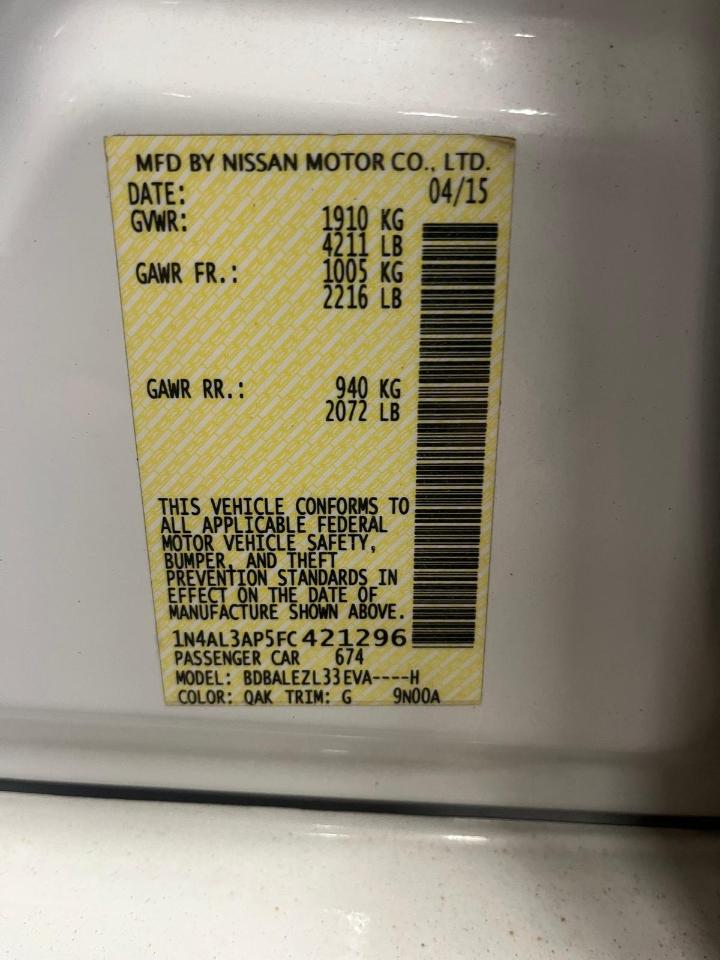 MFD BY NISSAN MOTOR CO., LTD.
DATE: 04/15
GVWR: 1910 KG
4211 LB
GAWR FR.: 1005 KG
2216 LB
GAWR RR.: 940 KG
2072 LB
THIS VEHICLE CONFORMS TO
ALL APPLICABLE FEDERAL
MOTOR VEHICLE SAFETY,
BUMPER, AND THEFT
PREVENTION STANDARDS IN
EFFECT ON THE DATE OF
MANUFACTURE SHOWN ABOVE.
1N4AL3AP5FC421296
PASSENGER CAR 674
MODEL: BDBALEZL33EVA----H
COLOR: QAK TRIM: G 9N00A